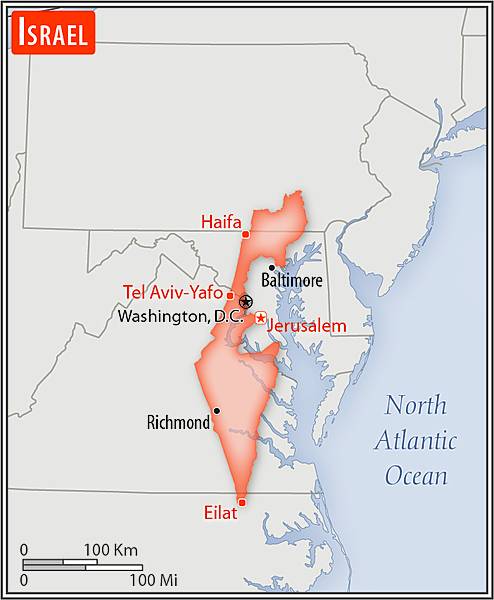 ISRAEL
Haifa
Baltimore
Tel Aviv-Yafo
Washington, D.C.
Jerusalem
Richmond
North
Atlantic
Ocean
Eilat
0 100 Km
0 100 Mi